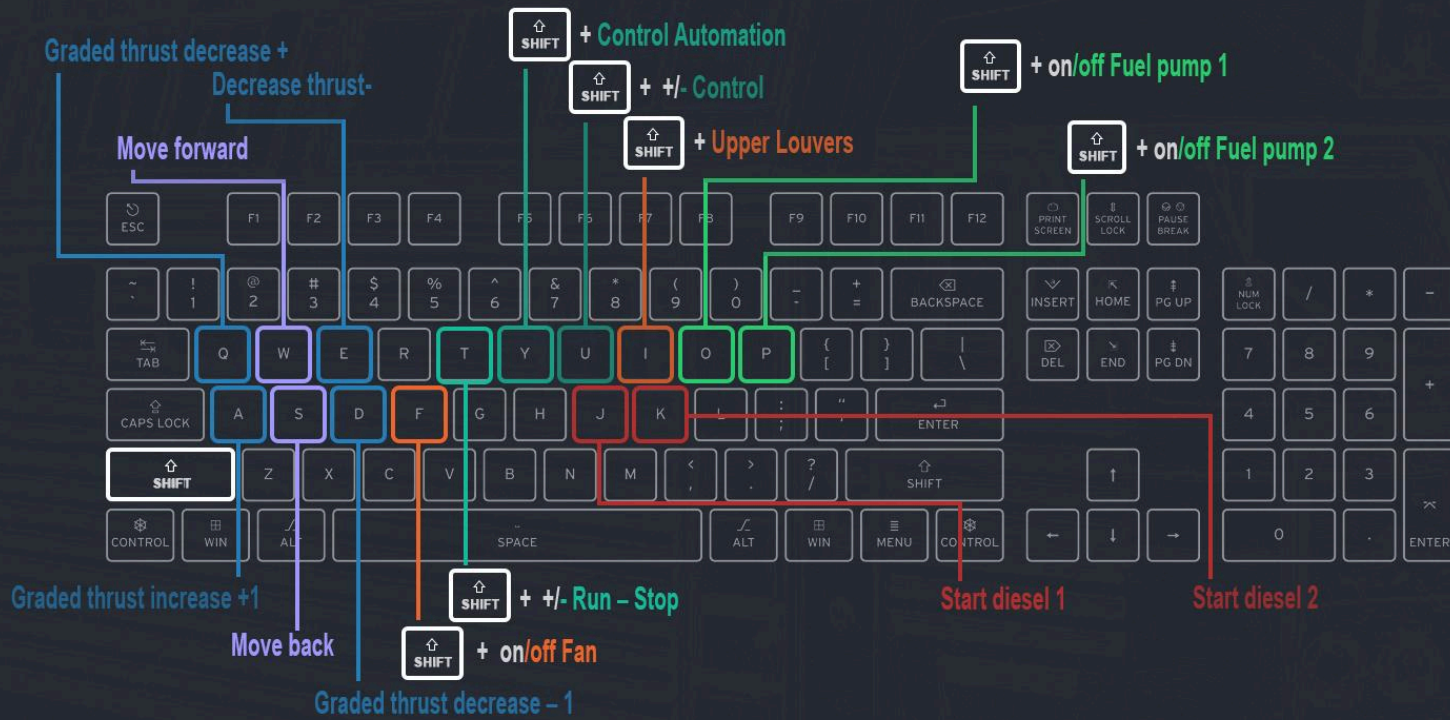 SHIFT + Control Automation
Graded thrust decrease +
SHIFT + on/off Fuel pump 1
Decrease thrust-
SHIFT + +/- Control
SHIFT + Upper Louvers
SHIFT + on/off Fuel pump 2
Move forward
ESC F1 F2 F3 F4 F5 F6 F7 F8 F9 F10 F11 F12 PRINT SCREEN SCROLL LOCK PAUSE BREAK
~ ` ! 1 @ 2 # 3 $ 4 % 5 ^ 6 & 7 * 8 ( 9 ) 0 _ - + = BACKSPACE INSERT HOME PG UP NUM LOCK / * -
TAB Q W E R T Y U I O P { [ } ] | \ DEL END PG DN 7 8 9 +
CAPS LOCK A S D F G H J K L : ; " ' ENTER 4 5 6
SHIFT Z X C V B N M < , > . ? / SHIFT ↑ 1 2 3
CONTROL WIN ALT SPACE ALT WIN MENU CONTROL ← ↓ → 0 . ENTER
Graded thrust increase +1
SHIFT + +/- Run – Stop
Start diesel 1
Start diesel 2
Move back
SHIFT + on/off Fan
Graded thrust decrease – 1